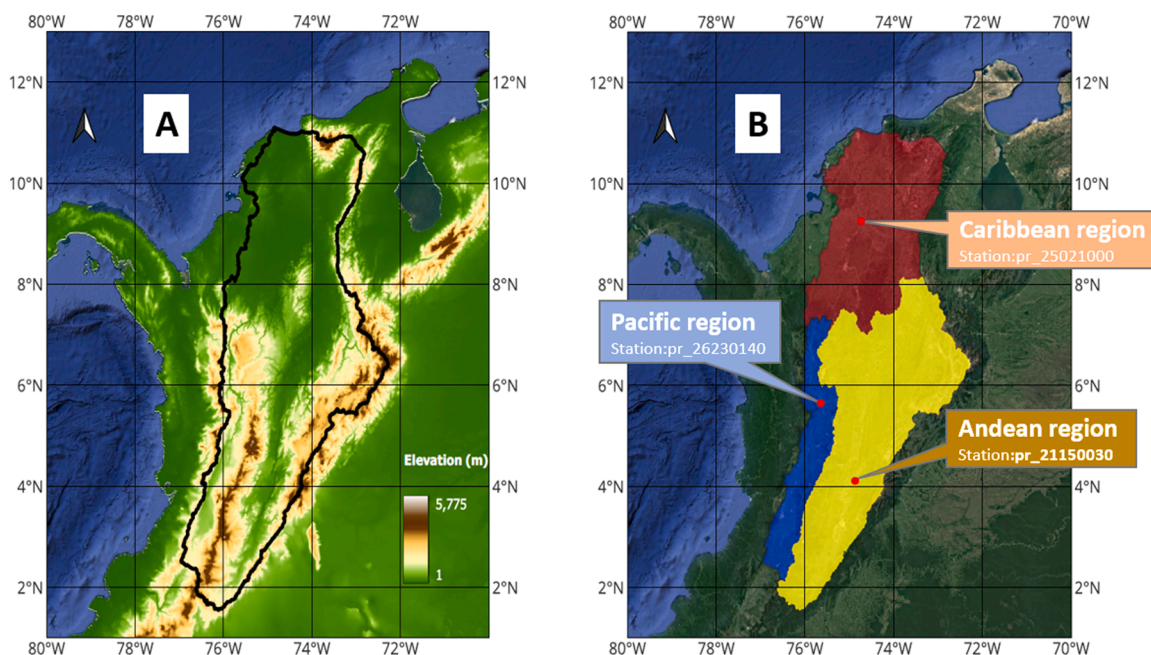 80°W 78°W 76°W 74°W 72°W
80°W 78°W 76°W 74°W 72°W 70°W
12°N 12°N 12°N 12°N
A
B
10°N 10°N 10°N 10°N
Caribbean region
Station:pr_25021000
8°N 8°N 8°N 8°N
Pacific region
Station:pr_26230140
6°N 6°N 6°N 6°N
Andean region
Station:pr_21150030
Elevation (m)
5,775
1
4°N 4°N 4°N 4°N
2°N 2°N 2°N 2°N
80°W 78°W 76°W 74°W 72°W
80°W 78°W 76°W 74°W 72°W 70°W